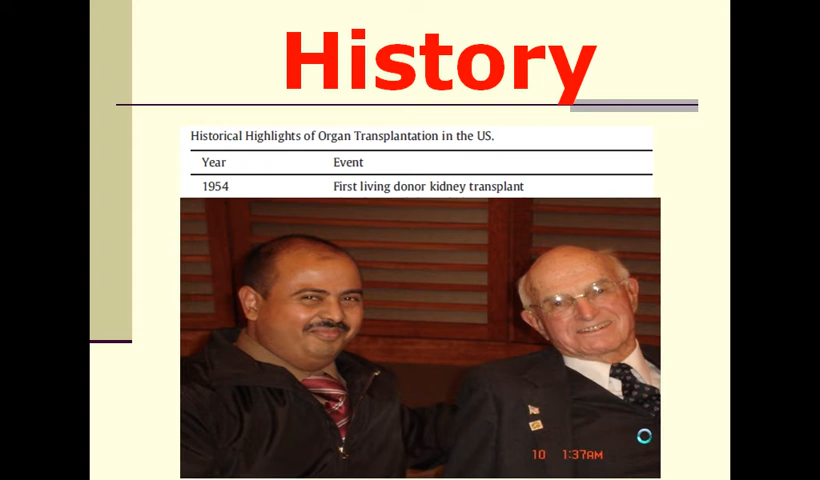 History
Historical Highlights of Organ Transplantation in the US.
Year Event
1954 First living donor kidney transplant
10 1:37AM